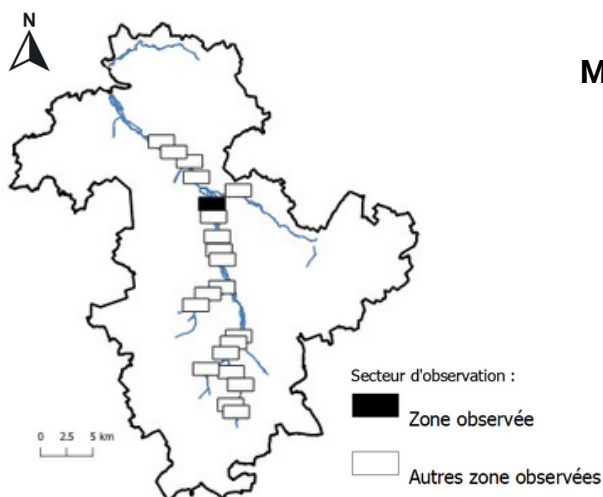 N
M
Secteur d'observation :
Zone observée
Autres zone observées
0 2.5 5 km